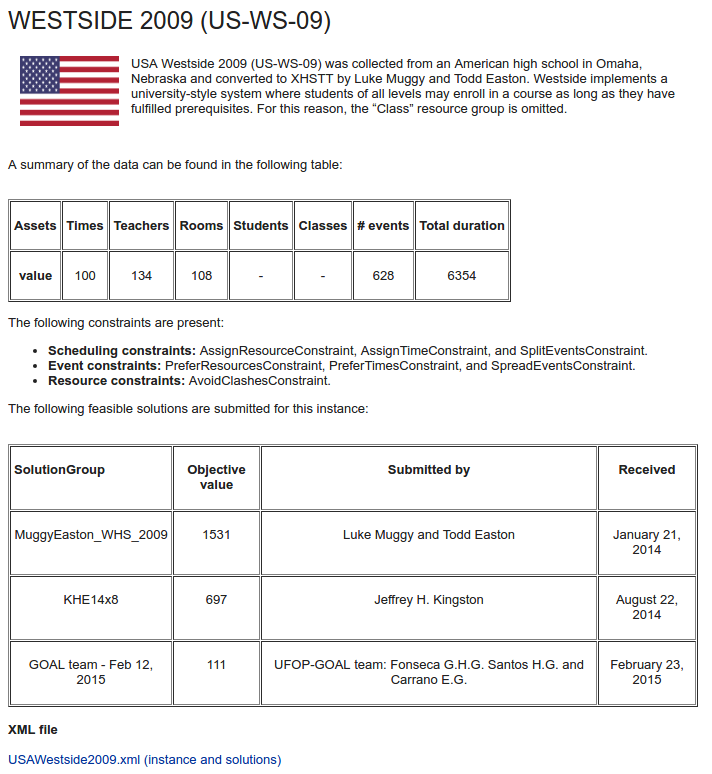 WESTSIDE 2009 (US-WS-09)
USA Westside 2009 (US-WS-09) was collected from an American high school in Omaha,
Nebraska and converted to XHSTT by Luke Muggy and Todd Easton. Westside implements a
university-style system where students of all levels may enroll in a course as long as they have
fulfilled prerequisites. For this reason, the “Class” resource group is omitted.
A summary of the data can be found in the following table:
Assets Times Teachers Rooms Students Classes # events Total duration
value 100 134 108 - - 628 6354
The following constraints are present:
• Scheduling constraints: AssignResourceConstraint, AssignTimeConstraint, and SplitEventsConstraint.
• Event constraints: PreferResourcesConstraint, PreferTimesConstraint, and SpreadEventsConstraint.
• Resource constraints: AvoidClashesConstraint.
The following feasible solutions are submitted for this instance:
SolutionGroup Objective value Submitted by Received
MuggyEaston_WHS_2009 1531 Luke Muggy and Todd Easton January 21, 2014
KHE14x8 697 Jeffrey H. Kingston August 22, 2014
GOAL team - Feb 12, 2015 111 UFOP-GOAL team: Fonseca G.H.G. Santos H.G. and Carrano E.G. February 23, 2015
XML file
USAWestside2009.xml (instance and solutions)